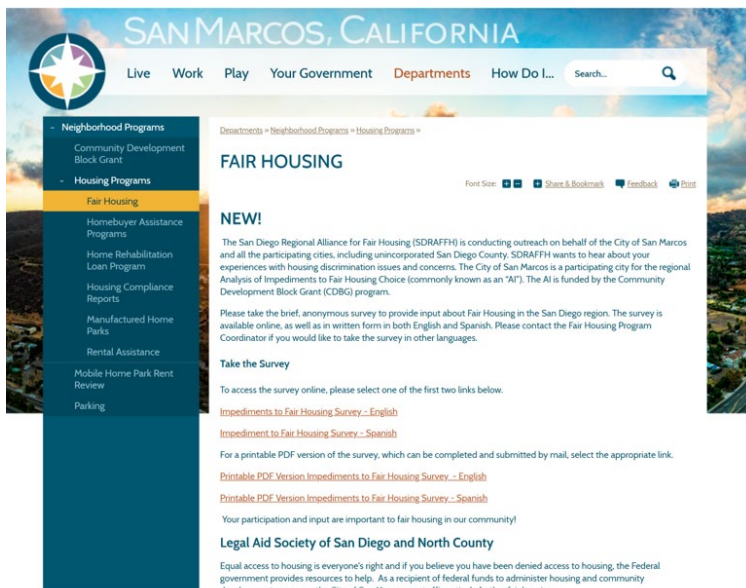 SAN MARCOS, CALIFORNIA
Live Work Play Your Government Departments How Do I... Search...
- Neighborhood Programs
Community Development
Block Grant
- Housing Programs
Fair Housing
Homebuyer Assistance
Programs
Home Rehabilitation
Loan Program
Housing Compliance
Reports
Manufactured Home
Parks
Rental Assistance
Mobile Home Park Rent
Review
Parking
Departments » Neighborhood Programs » Housing Programs »
FAIR HOUSING
Font Size: + - + Share & Bookmark Feedback Print
NEW!
The San Diego Regional Alliance for Fair Housing (SDRAFFH) is conducting outreach on behalf of the City of San Marcos
and all the participating cities, including unincorporated San Diego County. SDRAFFH wants to hear about your
experiences with housing discrimination issues and concerns. The City of San Marcos is a participating city for the regional
Analysis of Impediments to Fair Housing Choice (commonly known as an "AI"). The AI is funded by the Community
Development Block Grant (CDBG) program.
Please take the brief, anonymous survey to provide input about Fair Housing in the San Diego region. The survey is
available online, as well as in written form in both English and Spanish. Please contact the Fair Housing Program
Coordinator if you would like to take the survey in other languages.
Take the Survey
To access the survey online, please select one of the first two links below.
Impediments to Fair Housing Survey - English
Impediment to Fair Housing Survey - Spanish
For a printable PDF version of the survey, which can be completed and submitted by mail, select the appropriate link.
Printable PDF Version Impediments to Fair Housing Survey - English
Printable PDF Version Impediments to Fair Housing Survey - Spanish
Your participation and input are important to fair housing in our community!
Legal Aid Society of San Diego and North County
Equal access to housing is everyone's right and if you believe you have been denied access to housing, the Federal
government provides resources to help. As a recipient of federal funds to administer housing and community